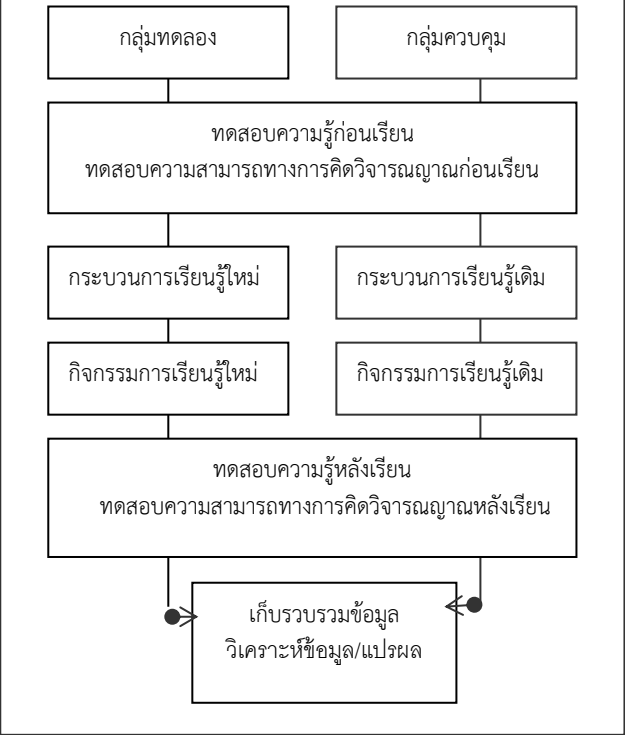 กลุ่มทดลอง
กลุ่มควบคุม
ทดสอบความรู้ก่อนเรียน
ทดสอบความสามารถทางการคิดวิจารณญาณก่อนเรียน
กระบวนการเรียนรู้ใหม่
กระบวนการเรียนรู้เดิม
กิจกรรมการเรียนรู้ใหม่
กิจกรรมการเรียนรู้เดิม
ทดสอบความรู้หลังเรียน
ทดสอบความสามารถทางการคิดวิจารณญาณหลังเรียน
เก็บรวบรวมข้อมูล
วิเคราะห์ข้อมูล/แปรผล